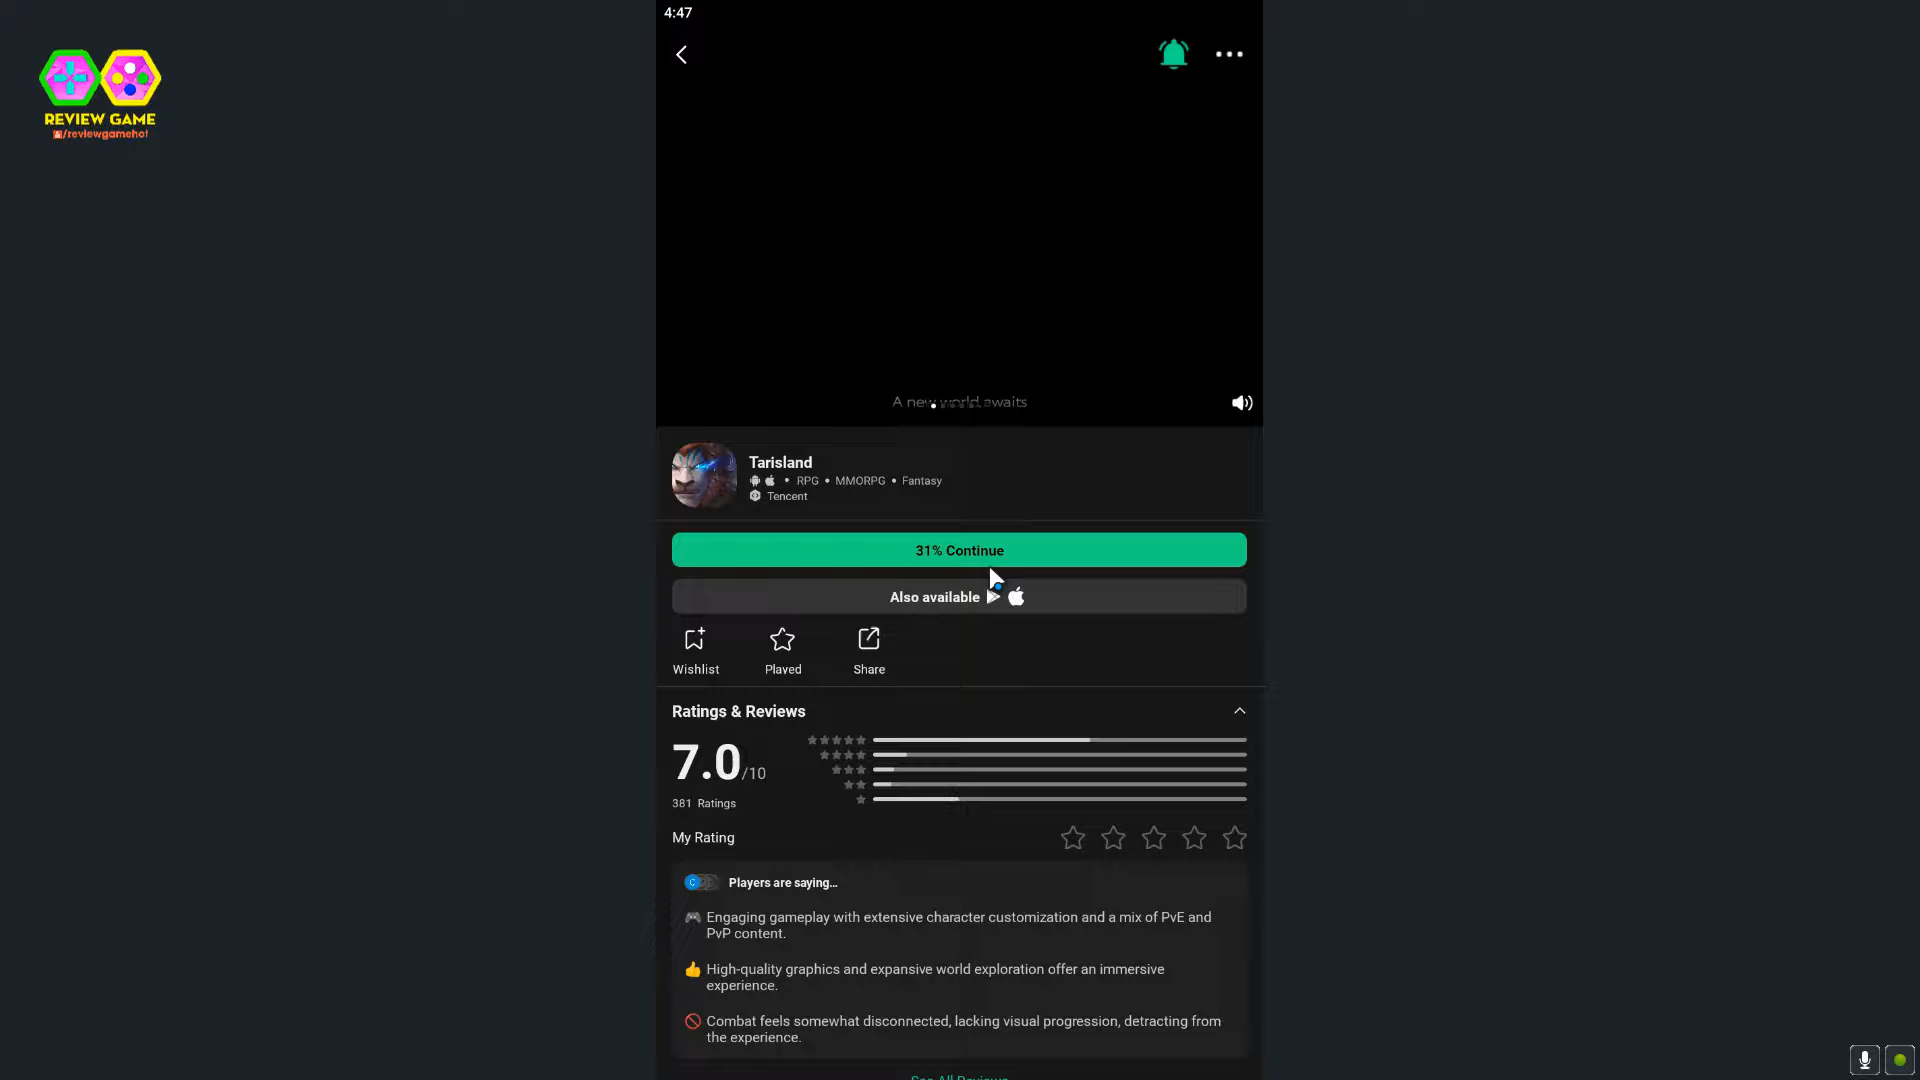 4:47
REVIEW GAME
/reviewgamehot
A new world awaits
Tarisland
• RPG • MMORPG • Fantasy
Tencent
31% Continue
Also available
Wishlist
Played
Share
Ratings & Reviews
7.0/10
381 Ratings
My Rating
C
Players are saying...
Engaging gameplay with extensive character customization and a mix of PvE and
PvP content.
High-quality graphics and expansive world exploration offer an immersive
experience.
Combat feels somewhat disconnected, lacking visual progression, detracting from
the experience.
See All Reviews